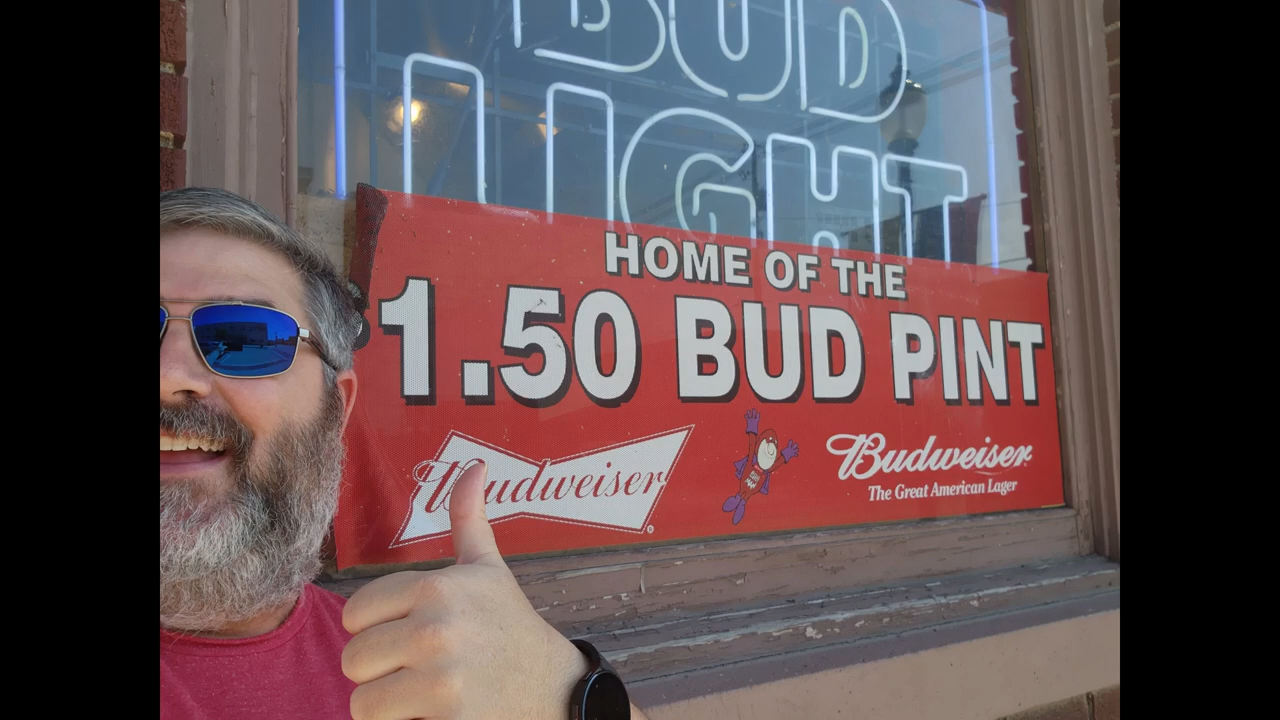 BUD
LIGHT
HOME OF THE
1.50 BUD PINT
Budweiser
Budweiser
The Great American Lager